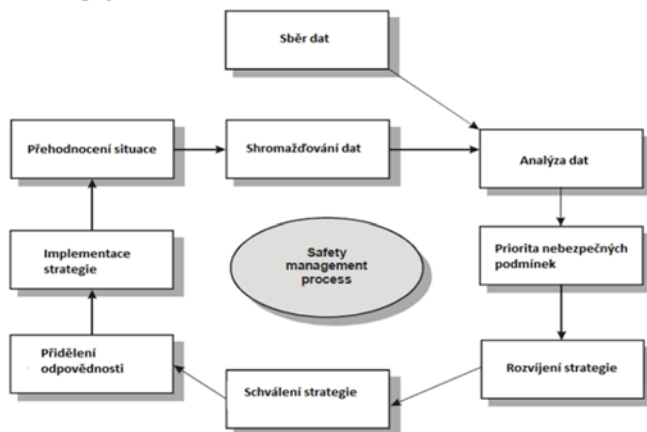 Sběr dat
Přehodnocení situace
Shromažďování dat
Analýza dat
Implementace
strategie
Safety
management
process
Priorita nebezpečných
podmínek
Přidělení
odpovědnosti
Schválení strategie
Rozvíjení strategie